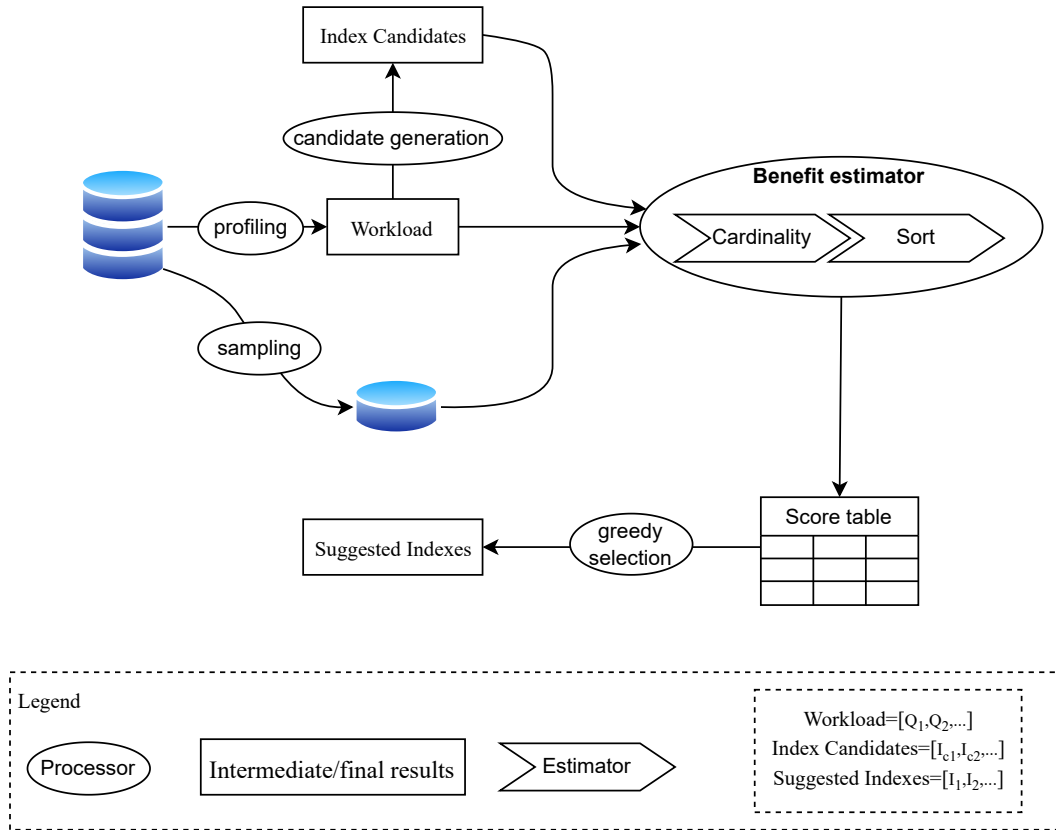 Index Candidates
candidate generation
profiling
Workload
Benefit estimator
Cardinality
Sort
sampling
Score table
greedy
selection
Suggested Indexes
Legend
Processor
Intermediate/final results
Estimator
Workload=[Q1,Q2,...]
Index Candidates=[Ic1,Ic2,...]
Suggested Indexes=[I1,I2,...]